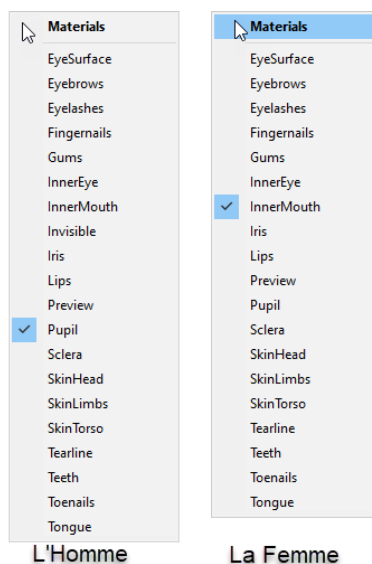 Materials
EyeSurface
Eyebrows
Eyelashes
Fingernails
Gums
InnerEye
InnerMouth
Invisible
Iris
Lips
Preview
Pupil
Sclera
SkinHead
SkinLimbs
SkinTorso
Tearline
Teeth
Toenails
Tongue
L'Homme
Materials
EyeSurface
Eyebrows
Eyelashes
Fingernails
Gums
InnerEye
InnerMouth
Iris
Lips
Preview
Pupil
Sclera
SkinHead
SkinLimbs
SkinTorso
Tearline
Teeth
Toenails
Tongue
La Femme